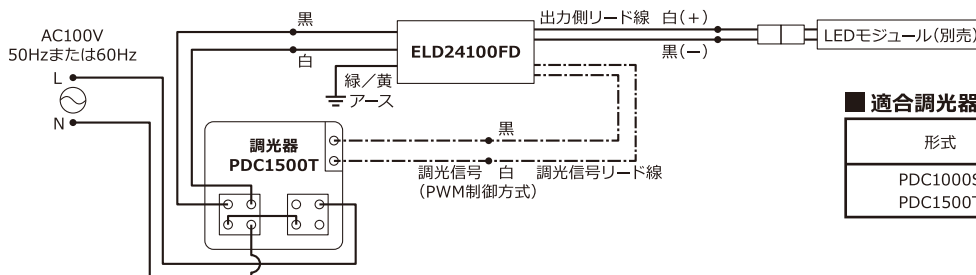 AC100V
50Hzまたは60Hz
L
N
黒
白
緑／黄
アース
ELD24100FD
出力側リード線 白(+)
黒(−)
LEDモジュール(別売)
調光器
PDC1500T
黒
調光信号 白 調光信号リード線
(PWM制御方式)
■ 適合調光器
形式
PDC1000S
PDC1500T